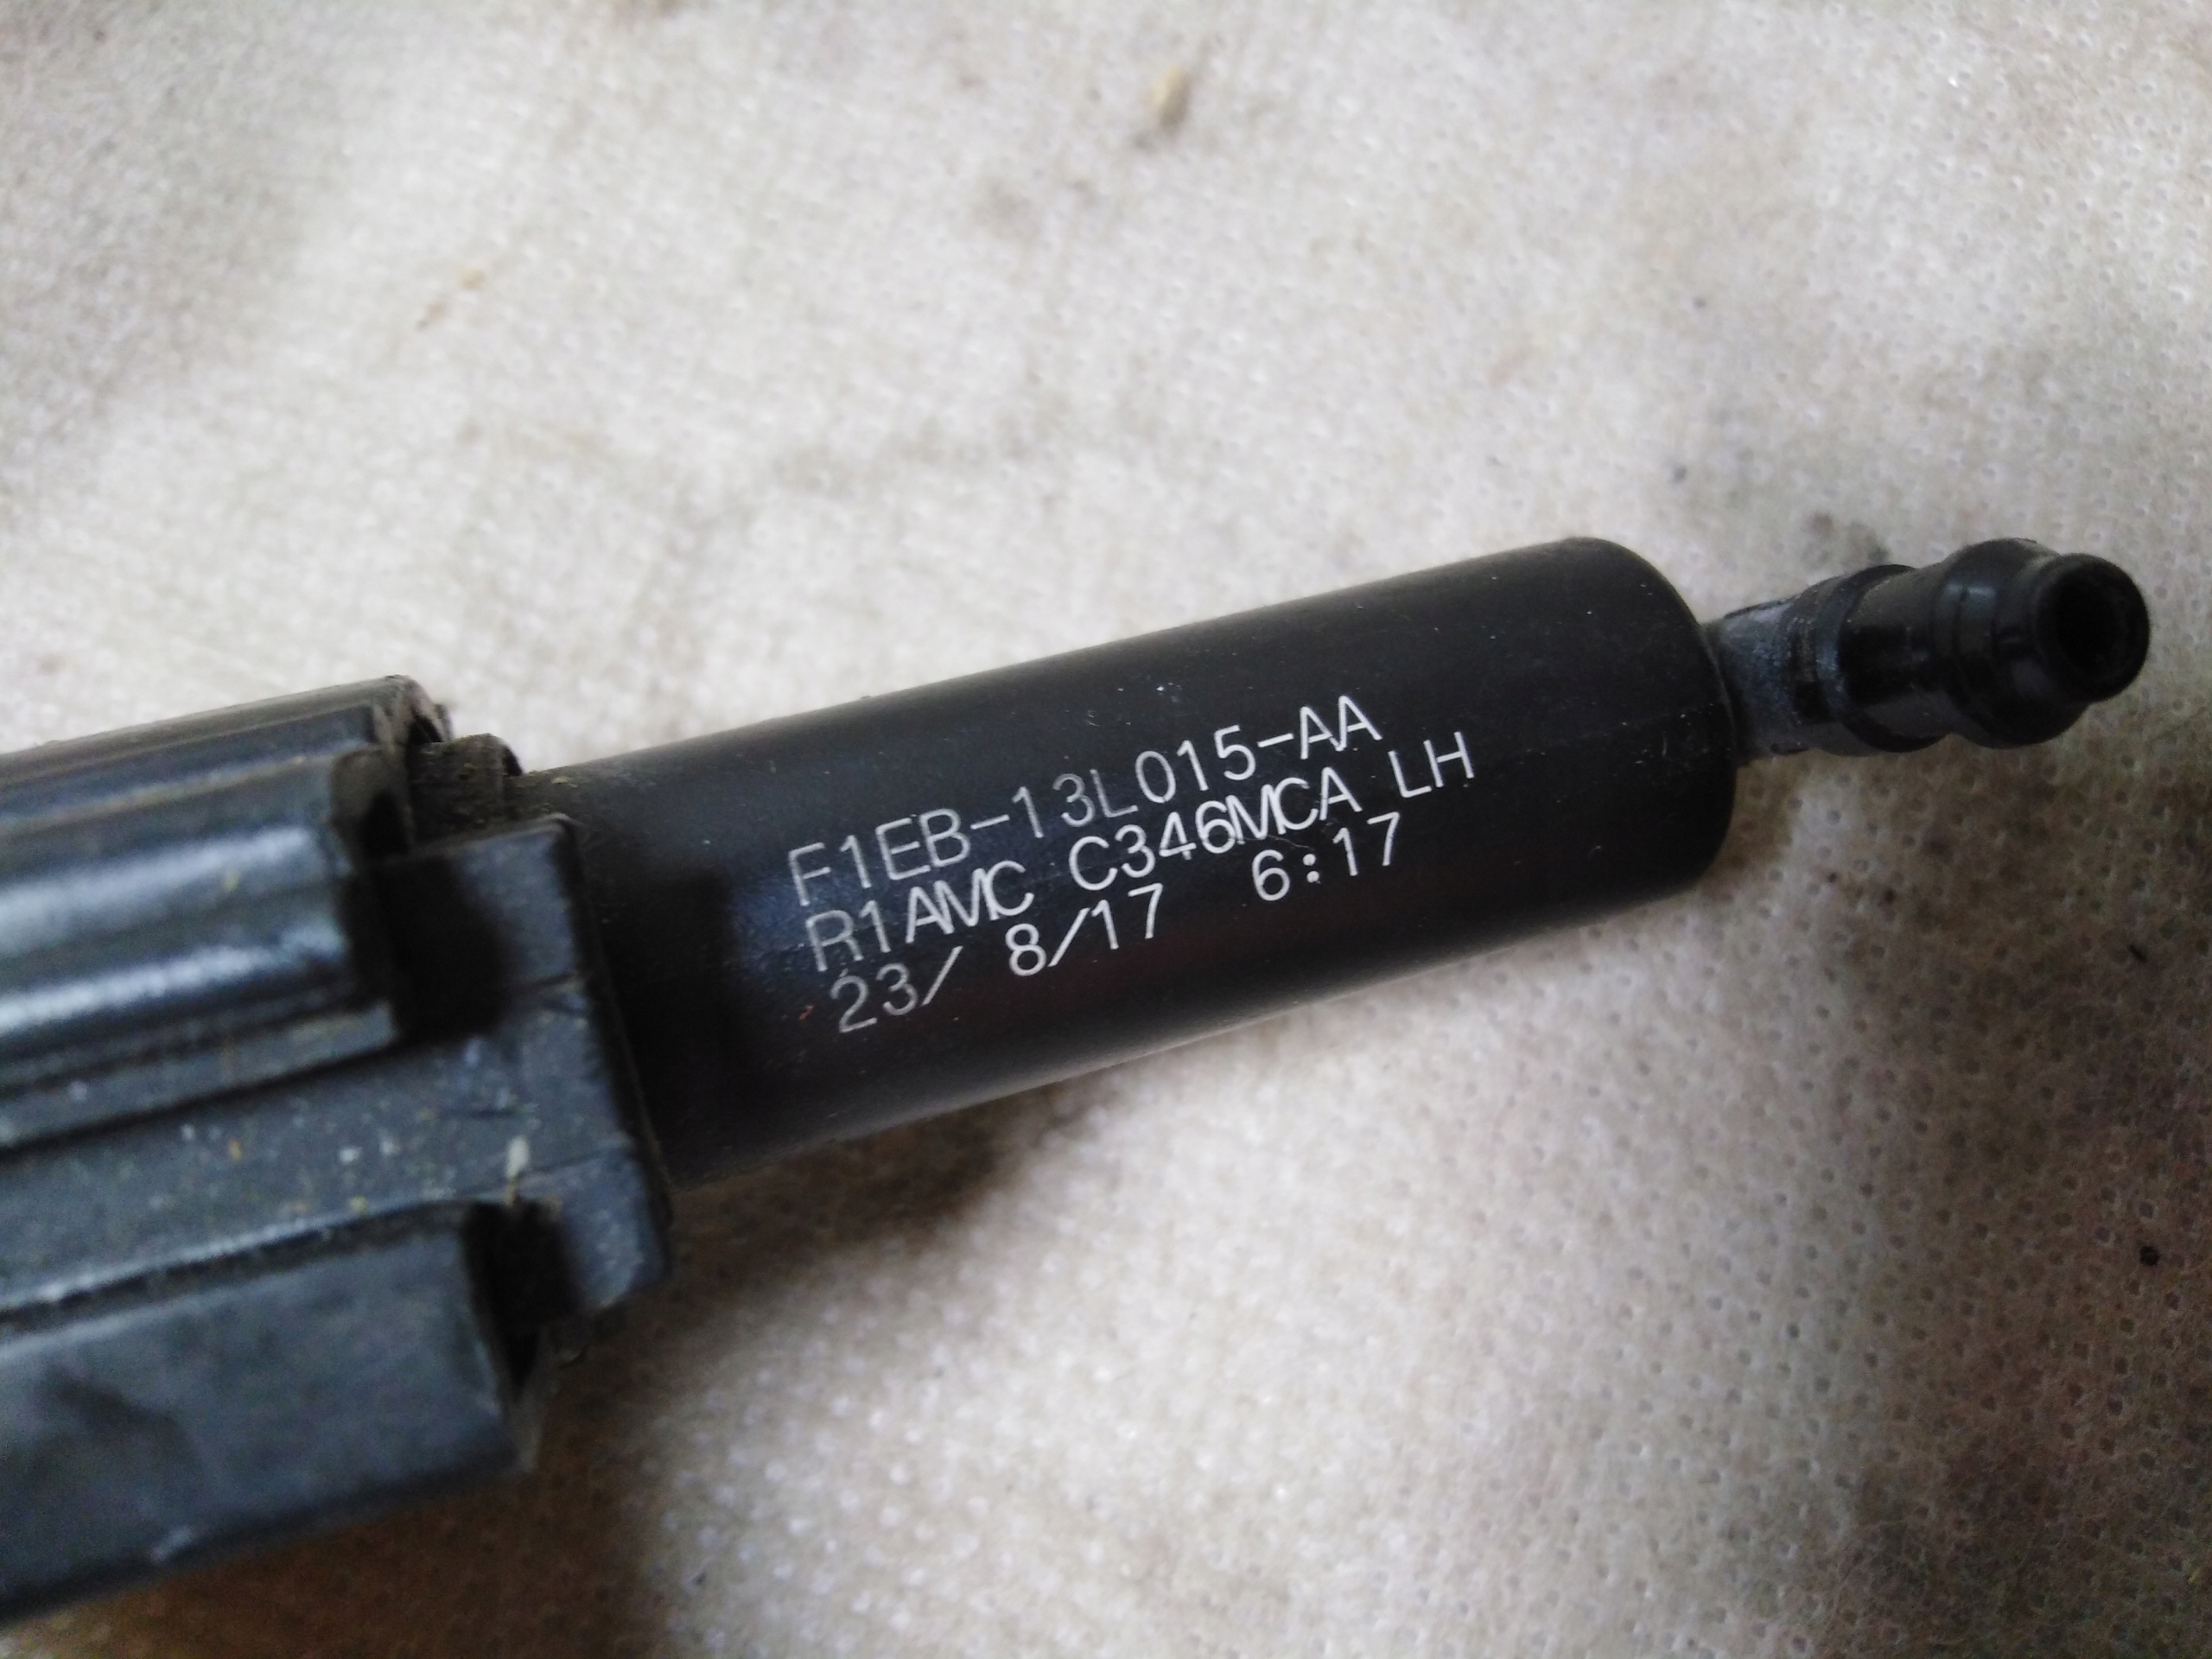 F1EB-13L015-AA
R1AMC C346MCA LH
23/ 8/17 6:17